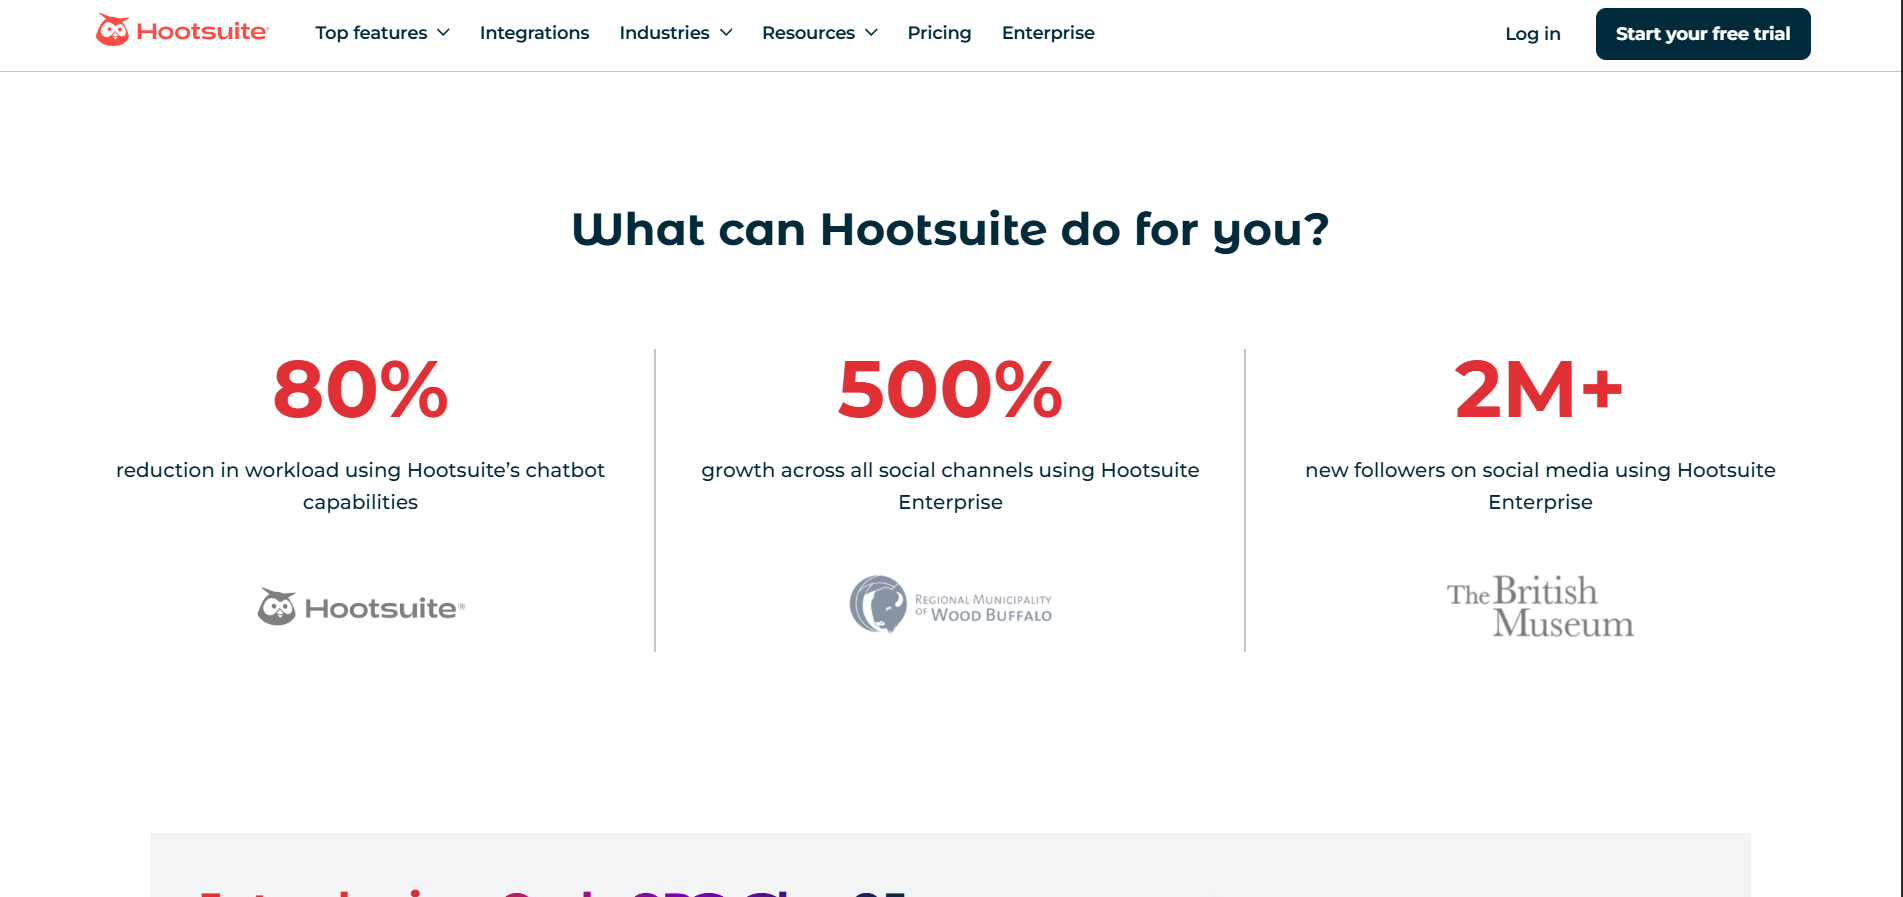 Hootsuite®
Top features
Integrations
Industries
Resources
Pricing
Enterprise
Log in
Start your free trial
What can Hootsuite do for you?
80%
reduction in workload using Hootsuite’s chatbot
capabilities
Hootsuite®
500%
growth across all social channels using Hootsuite
Enterprise
REGIONAL MUNICIPALITY
OF WOOD BUFFALO
2M+
new followers on social media using Hootsuite
Enterprise
The British
Museum